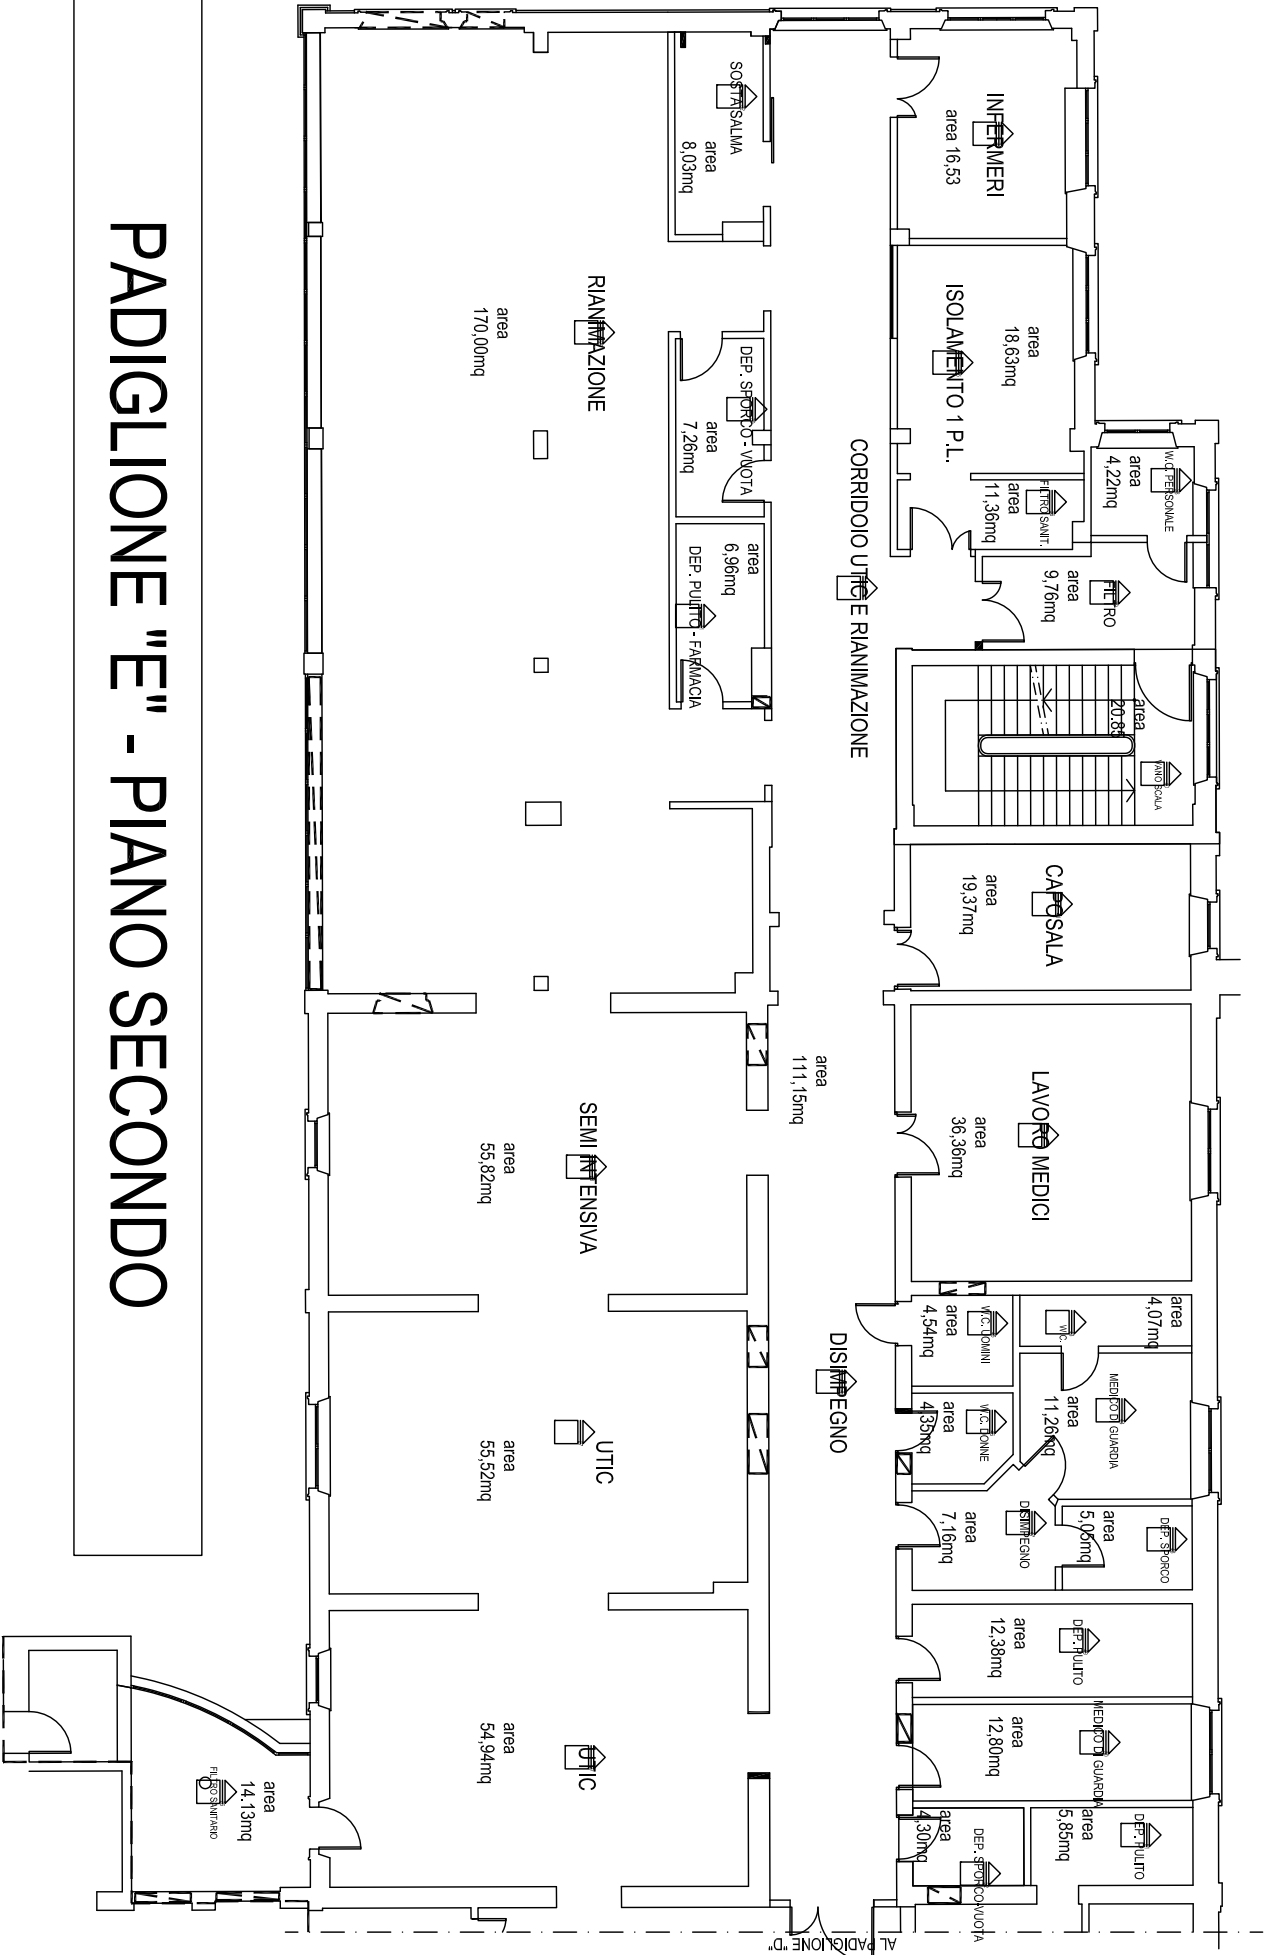 PADIGLIONE "E" - PIANO SECONDO
INFERMERI
area 16,53
SOSTA SALMA
area
8,03mq
RIANIMAZIONE
area
170,00mq
ISOLAMENTO 1 P.L.
area
18,63mq
DEP. SPORCO - VUOTA
area
7,26mq
W.C. PERSONALE
area
4,22mq
FILTRO SANIT.
area
11,36mq
CORRIDOIO UTIC E RIANIMAZIONE
area
6,96mq
DEP. PULITO - FARMACIA
FILTRO
area
9,76mq
area
20.85
VANO SCALA
CAPOSALA
area
19,37mq
area
111,15mq
LAVORO MEDICI
area
36,36mq
SEMI INTENSIVA
area
55,82mq
DISIMPEGNO
W.C. UOMINI
area
4,54mq
W.C.
area
4,07mq
W.C. DONNE
area
4,35mq
MEDICO DI GUARDIA
area
11,26mq
UTIC
area
55,52mq
DISIMPEGNO
area
7,16mq
DEP. SPORCO
area
5,05mq
DEP. PULITO
area
12,38mq
MEDICO DI GUARDIA
area
12,80mq
UTIC
area
54,94mq
FILTRO SANITARIO
area
14.13mq
area
4,30mq
DEP. SPORCO-VUOTA
DEP. PULITO
area
5,85mq
AL PADIGLIONE "D"